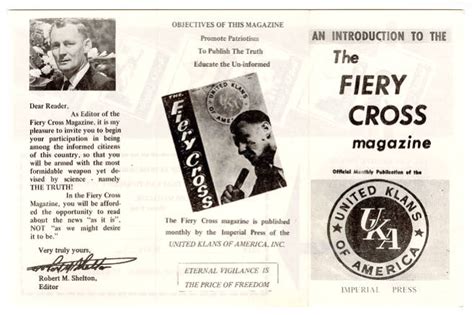 Dear Reader,
As Editor of the
Fiery Cross Magazine, it is my
pleasure to invite you to begin
your participation in being
among the informed citizens
of this country, so that you
will be armed with the most
formidable weapon yet
devised by science - namely
THE TRUTH!
In the Fiery Cross
Magazine, you will be afford-
ed the opportunity to read
about the news "as it is",
NOT "as we might desire
it to be."
Very truly yours,
Robert M. Shelton
Robert M. Shelton,
Editor
OBJECTIVES OF THIS MAGAZINE
Promote Patriotism
To Publish The Truth
Educate the Un-informed
The Fiery Cross
UNITED KLANS OF AMERICA
The Fiery Cross magazine is published
monthly by the Imperial Press of the
UNITED KLANS OF AMERICA, INC.
ETERNAL VIGILANCE IS
THE PRICE OF FREEDOM
AN INTRODUCTION TO THE
The
FIERY
CROSS
magazine
Official Monthly Publication of the
UNITED KLANS
UKA
OF AMERICA
IMPERIAL PRESS